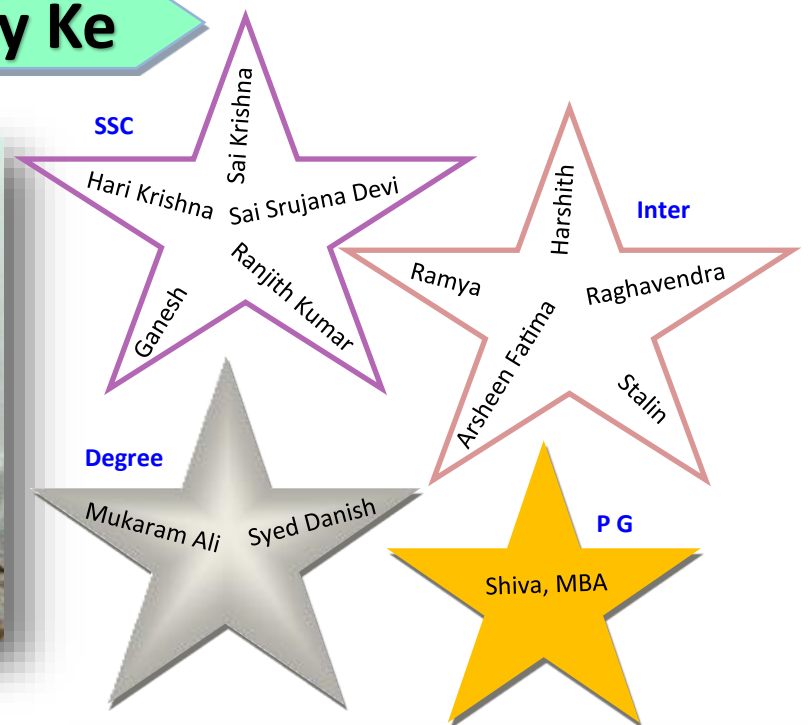 y Ke
SSC
Sai Krishna
Hari Krishna
Sai Srujana Devi
Ranjith Kumar
Ganesh
Inter
Harshith
Ramya
Raghavendra
Arsheen Fatima
Stalin
Degree
Mukaram Ali
Syed Danish
P G
Shiva, MBA